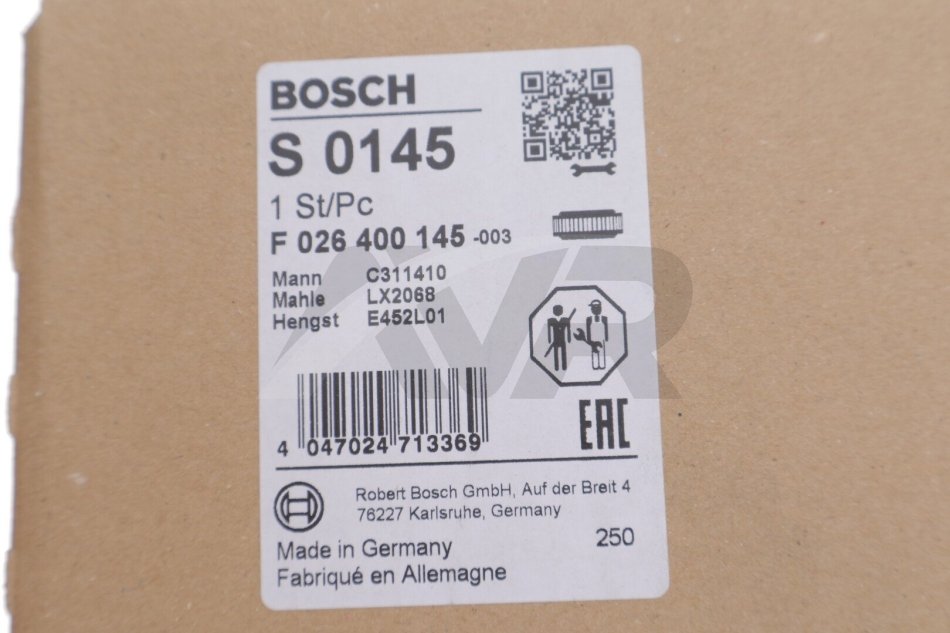 BOSCH
S 0145
1 St/Pc
F 026 400 145 -003
Mann C311410
Mahle LX2068
Hengst E452L01
AVR
EAC
4 047024 713369
Robert Bosch GmbH, Auf der Breit 4
76227 Karlsruhe, Germany
250
Made in Germany
Fabriqué en Allemagne